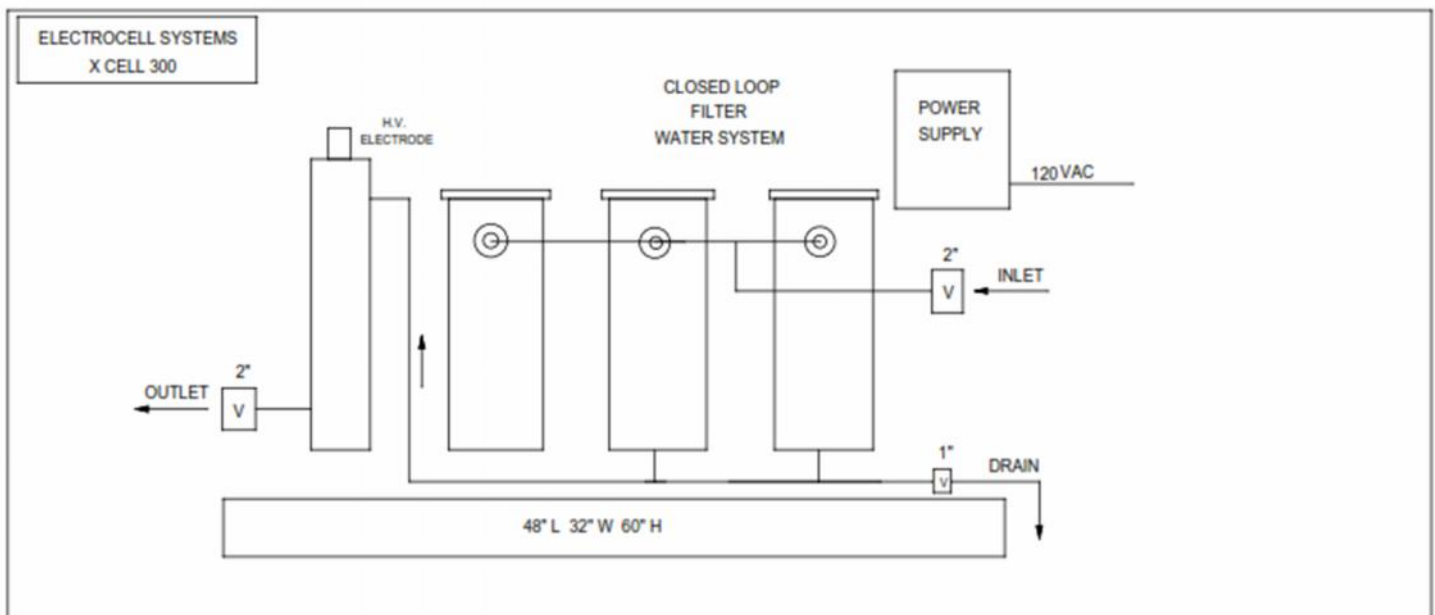 ELECTROCELL SYSTEMS
X CELL 300
CLOSED LOOP
FILTER
WATER SYSTEM
POWER
SUPPLY
H.V.
ELECTRODE
120 VAC
2"
INLET
V
2"
OUTLET
V
1"
DRAIN
V
48" L 32" W 60" H